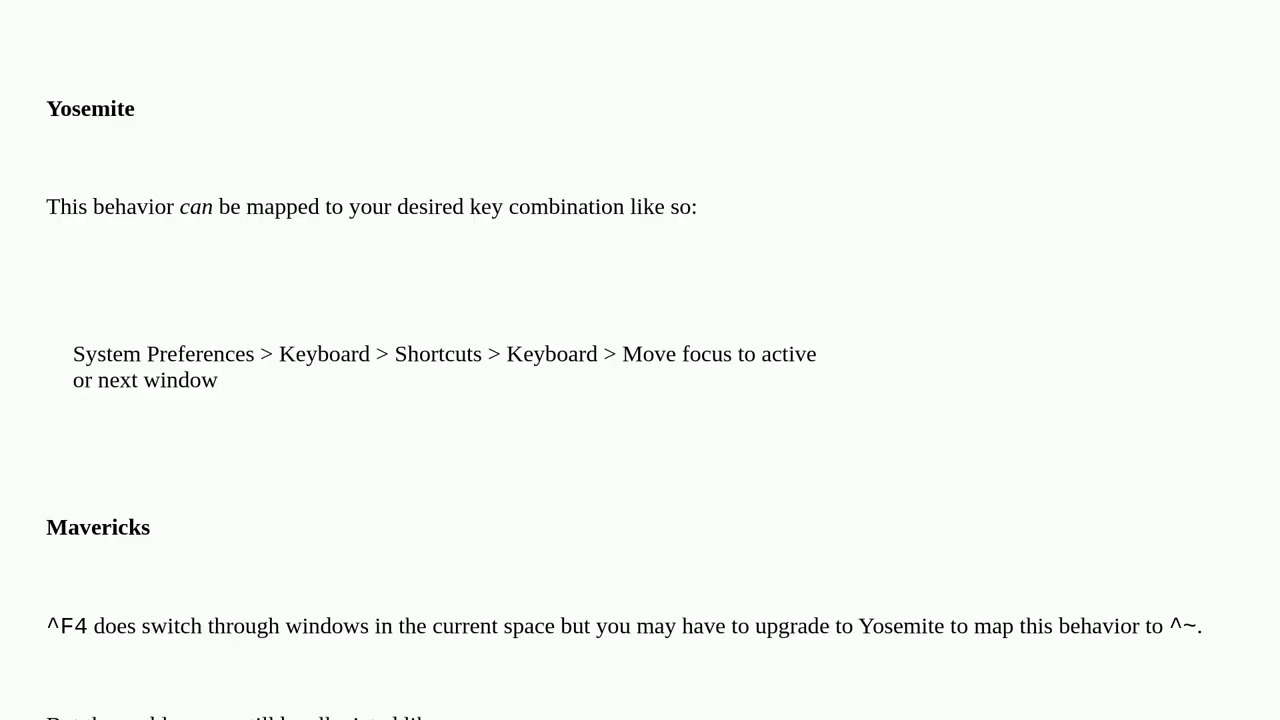 Yosemite
This behavior can be mapped to your desired key combination like so:
System Preferences > Keyboard > Shortcuts > Keyboard > Move focus to active
or next window
Mavericks
^F4 does switch through windows in the current space but you may have to upgrade to Yosemite to map this behavior to ^~.